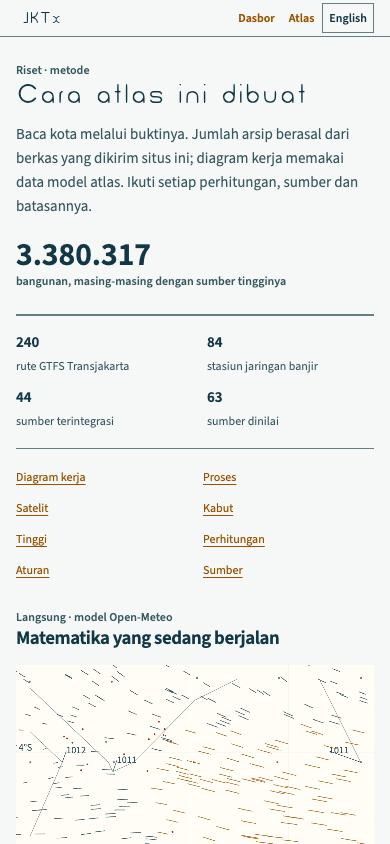 JKTx
Dasbor Atlas English
Riset · metode
Cara atlas ini dibuat
Baca kota melalui buktinya. Jumlah arsip berasal dari
berkas yang dikirim situs ini; diagram kerja memakai
data model atlas. Ikuti setiap perhitungan, sumber dan
batasannya.
3.380.317
bangunan, masing-masing dengan sumber tingginya
240
rute GTFS Transjakarta
84
stasiun jaringan banjir
44
sumber terintegrasi
63
sumber dinilai
Diagram kerja
Proses
Satelit
Kabut
Tinggi
Perhitungan
Aturan
Sumber
Langsung · model Open-Meteo
Matematika yang sedang berjalan
4°S
1012
1011
1011